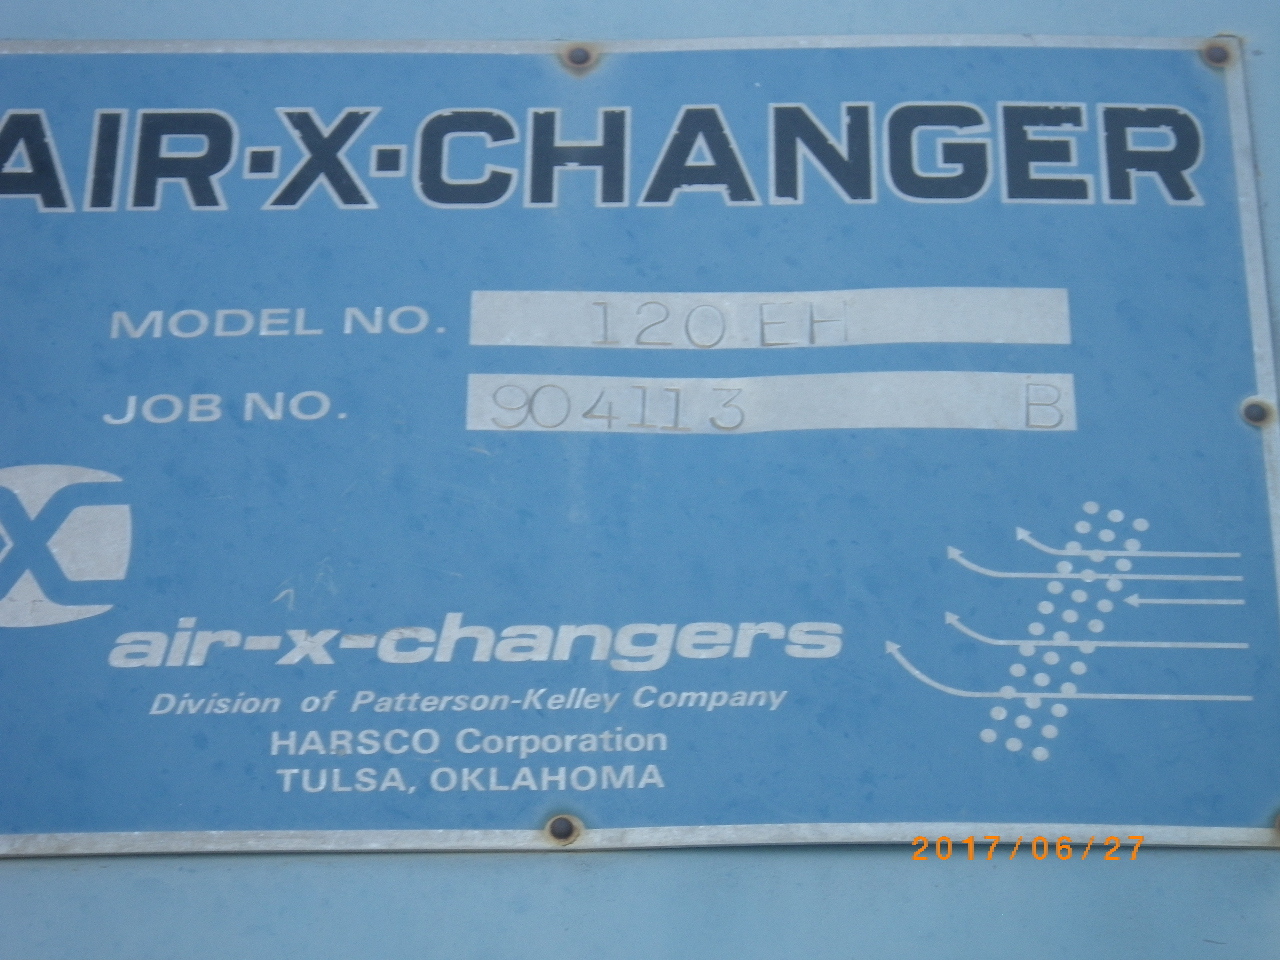 AIR·X·CHANGER
MODEL NO. 120 EH
JOB NO. 904113 B
air-x-changers
Division of Patterson-Kelley Company
HARSCO Corporation
TULSA, OKLAHOMA
2017/06/27